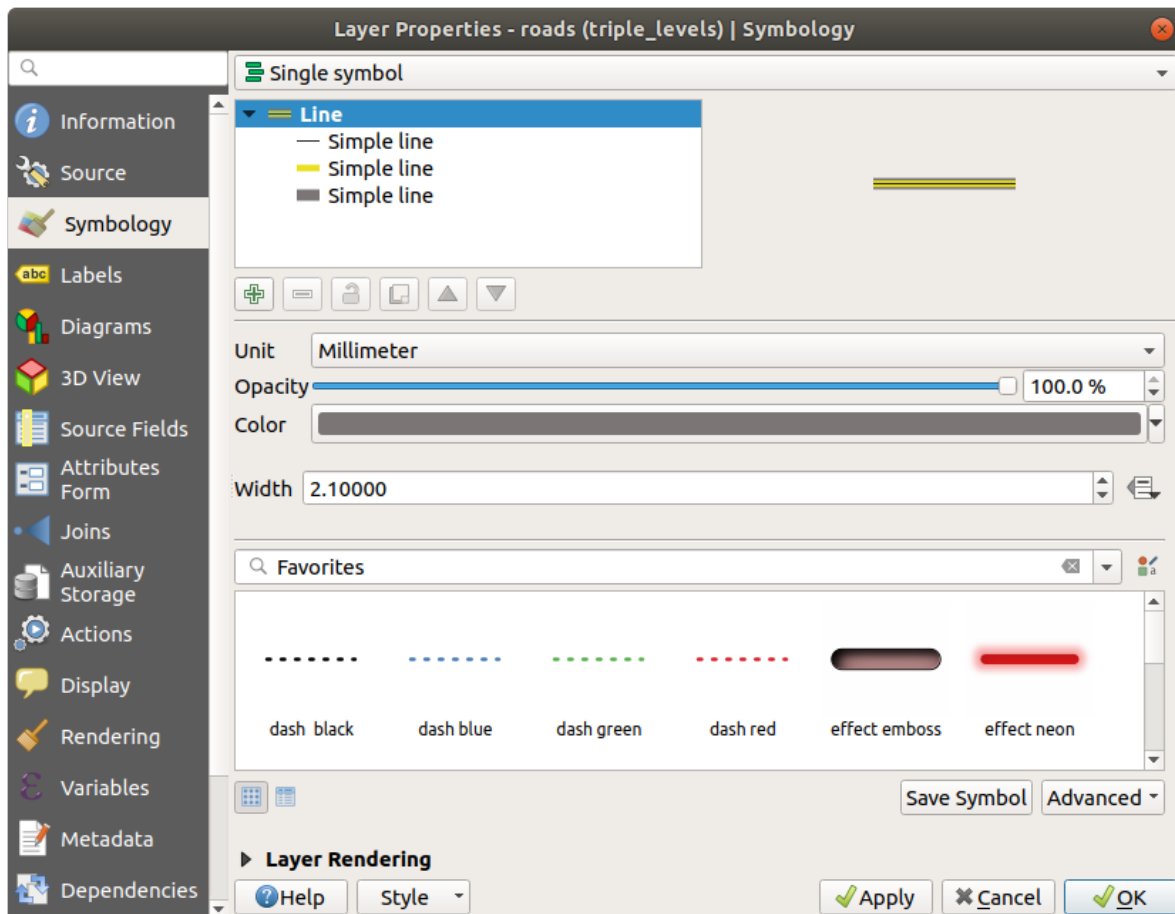 Layer Properties - roads (triple_levels) | Symbology
Information
Source
Symbology
abc Labels
Diagrams
3D View
Source Fields
Attributes
Form
Joins
Auxiliary
Storage
Actions
Display
Rendering
Variables
Metadata
Dependencies
Single symbol
Line
Simple line
Simple line
Simple line
Unit Millimeter
Opacity 100.0 %
Color
Width 2.10000
Favorites
dash black dash blue dash green dash red effect emboss effect neon
Save Symbol Advanced
Layer Rendering
Help Style Apply Cancel OK